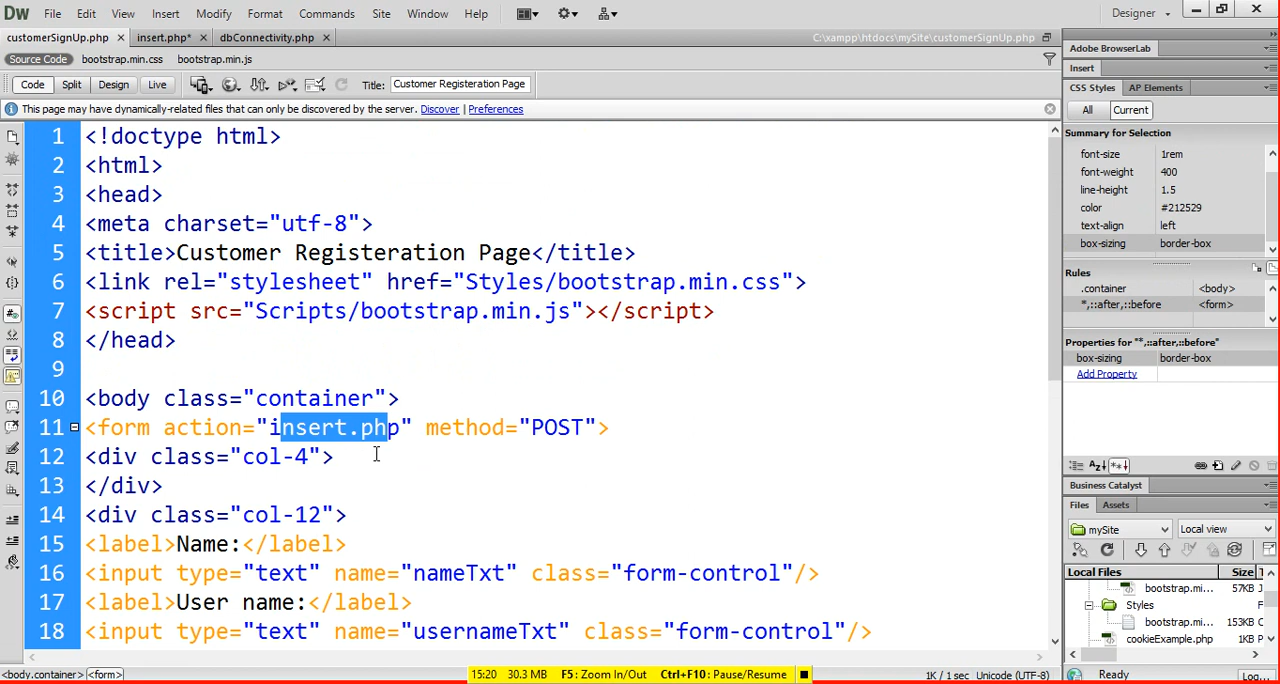 DW File Edit View Insert Modify Format Commands Site Window Help Designer
customerSignUp.php × insert.php* × dbConnectivity.php × C:\xampp\htdocs\mySite\customerSignUp.php
Source Code bootstrap.min.css bootstrap.min.js
Code Split Design Live Title: Customer Registeration Page
This page may have dynamically-related files that can only be discovered by the server. Discover | Preferences
1 <!doctype html>
2 <html>
3 <head>
4 <meta charset="utf-8">
5 <title>Customer Registeration Page</title>
6 <link rel="stylesheet" href="Styles/bootstrap.min.css">
7 <script src="Scripts/bootstrap.min.js"></script>
8 </head>
9
10 <body class="container">
11 <form action="insert.php" method="POST">
12 <div class="col-4">
13 </div>
14 <div class="col-12">
15 <label>Name:</label>
16 <input type="text" name="nameTxt" class="form-control"/>
17 <label>User name:</label>
18 <input type="text" name="usernameTxt" class="form-control"/>
<body.container> <form> 15:20 30.3 MB F5: Zoom In/Out Ctrl+F10: Pause/Resume 1K / 1 sec Unicode (UTF-8)
Adobe BrowserLab
Insert
CSS Styles AP Elements
All Current
Summary for Selection
font-size 1rem
font-weight 400
line-height 1.5
color #212529
text-align left
box-sizing border-box
Rules
.container <body>
*,::after,::before <form>
Properties for "*,::after,::before"
box-sizing border-box
Add Property
Business Catalyst
Files Assets
mySite Local view
Local Files Size
bootstrap.mi... 57KB
Styles
bootstrap.mi... 153KB
cookieExample.php 1KB
Ready Log...